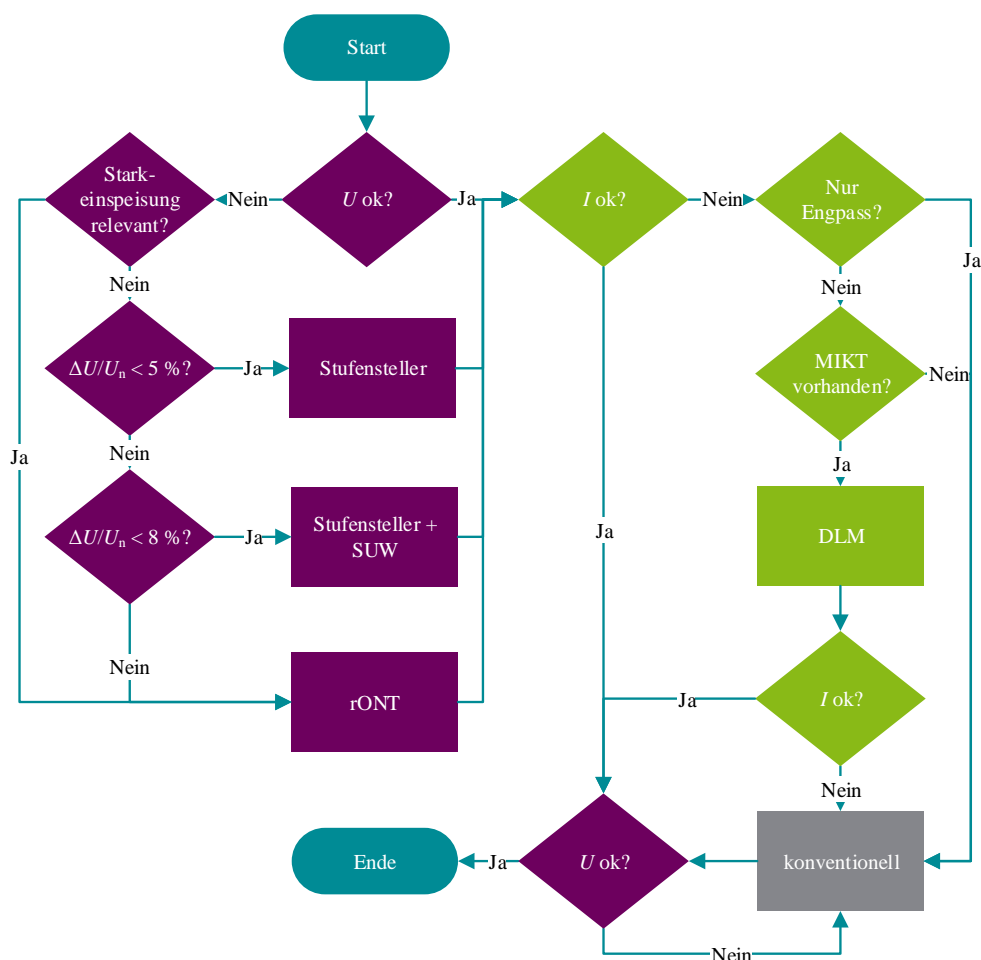 Start
Stark-
einspeisung
relevant?
Nein
U ok?
Ja
I ok?
Nein
Nur
Engpass?
Ja
Nein
Nein
ΔU/Un < 5 %?
Ja
Stufensteller
MIKT
vorhanden?
Nein
Ja
Nein
Ja
ΔU/Un < 8 %?
Ja
Stufensteller +
SUW
Ja
DLM
Nein
rONT
Ja
I ok?
Nein
Ende
Ja
U ok?
konventionell
Nein